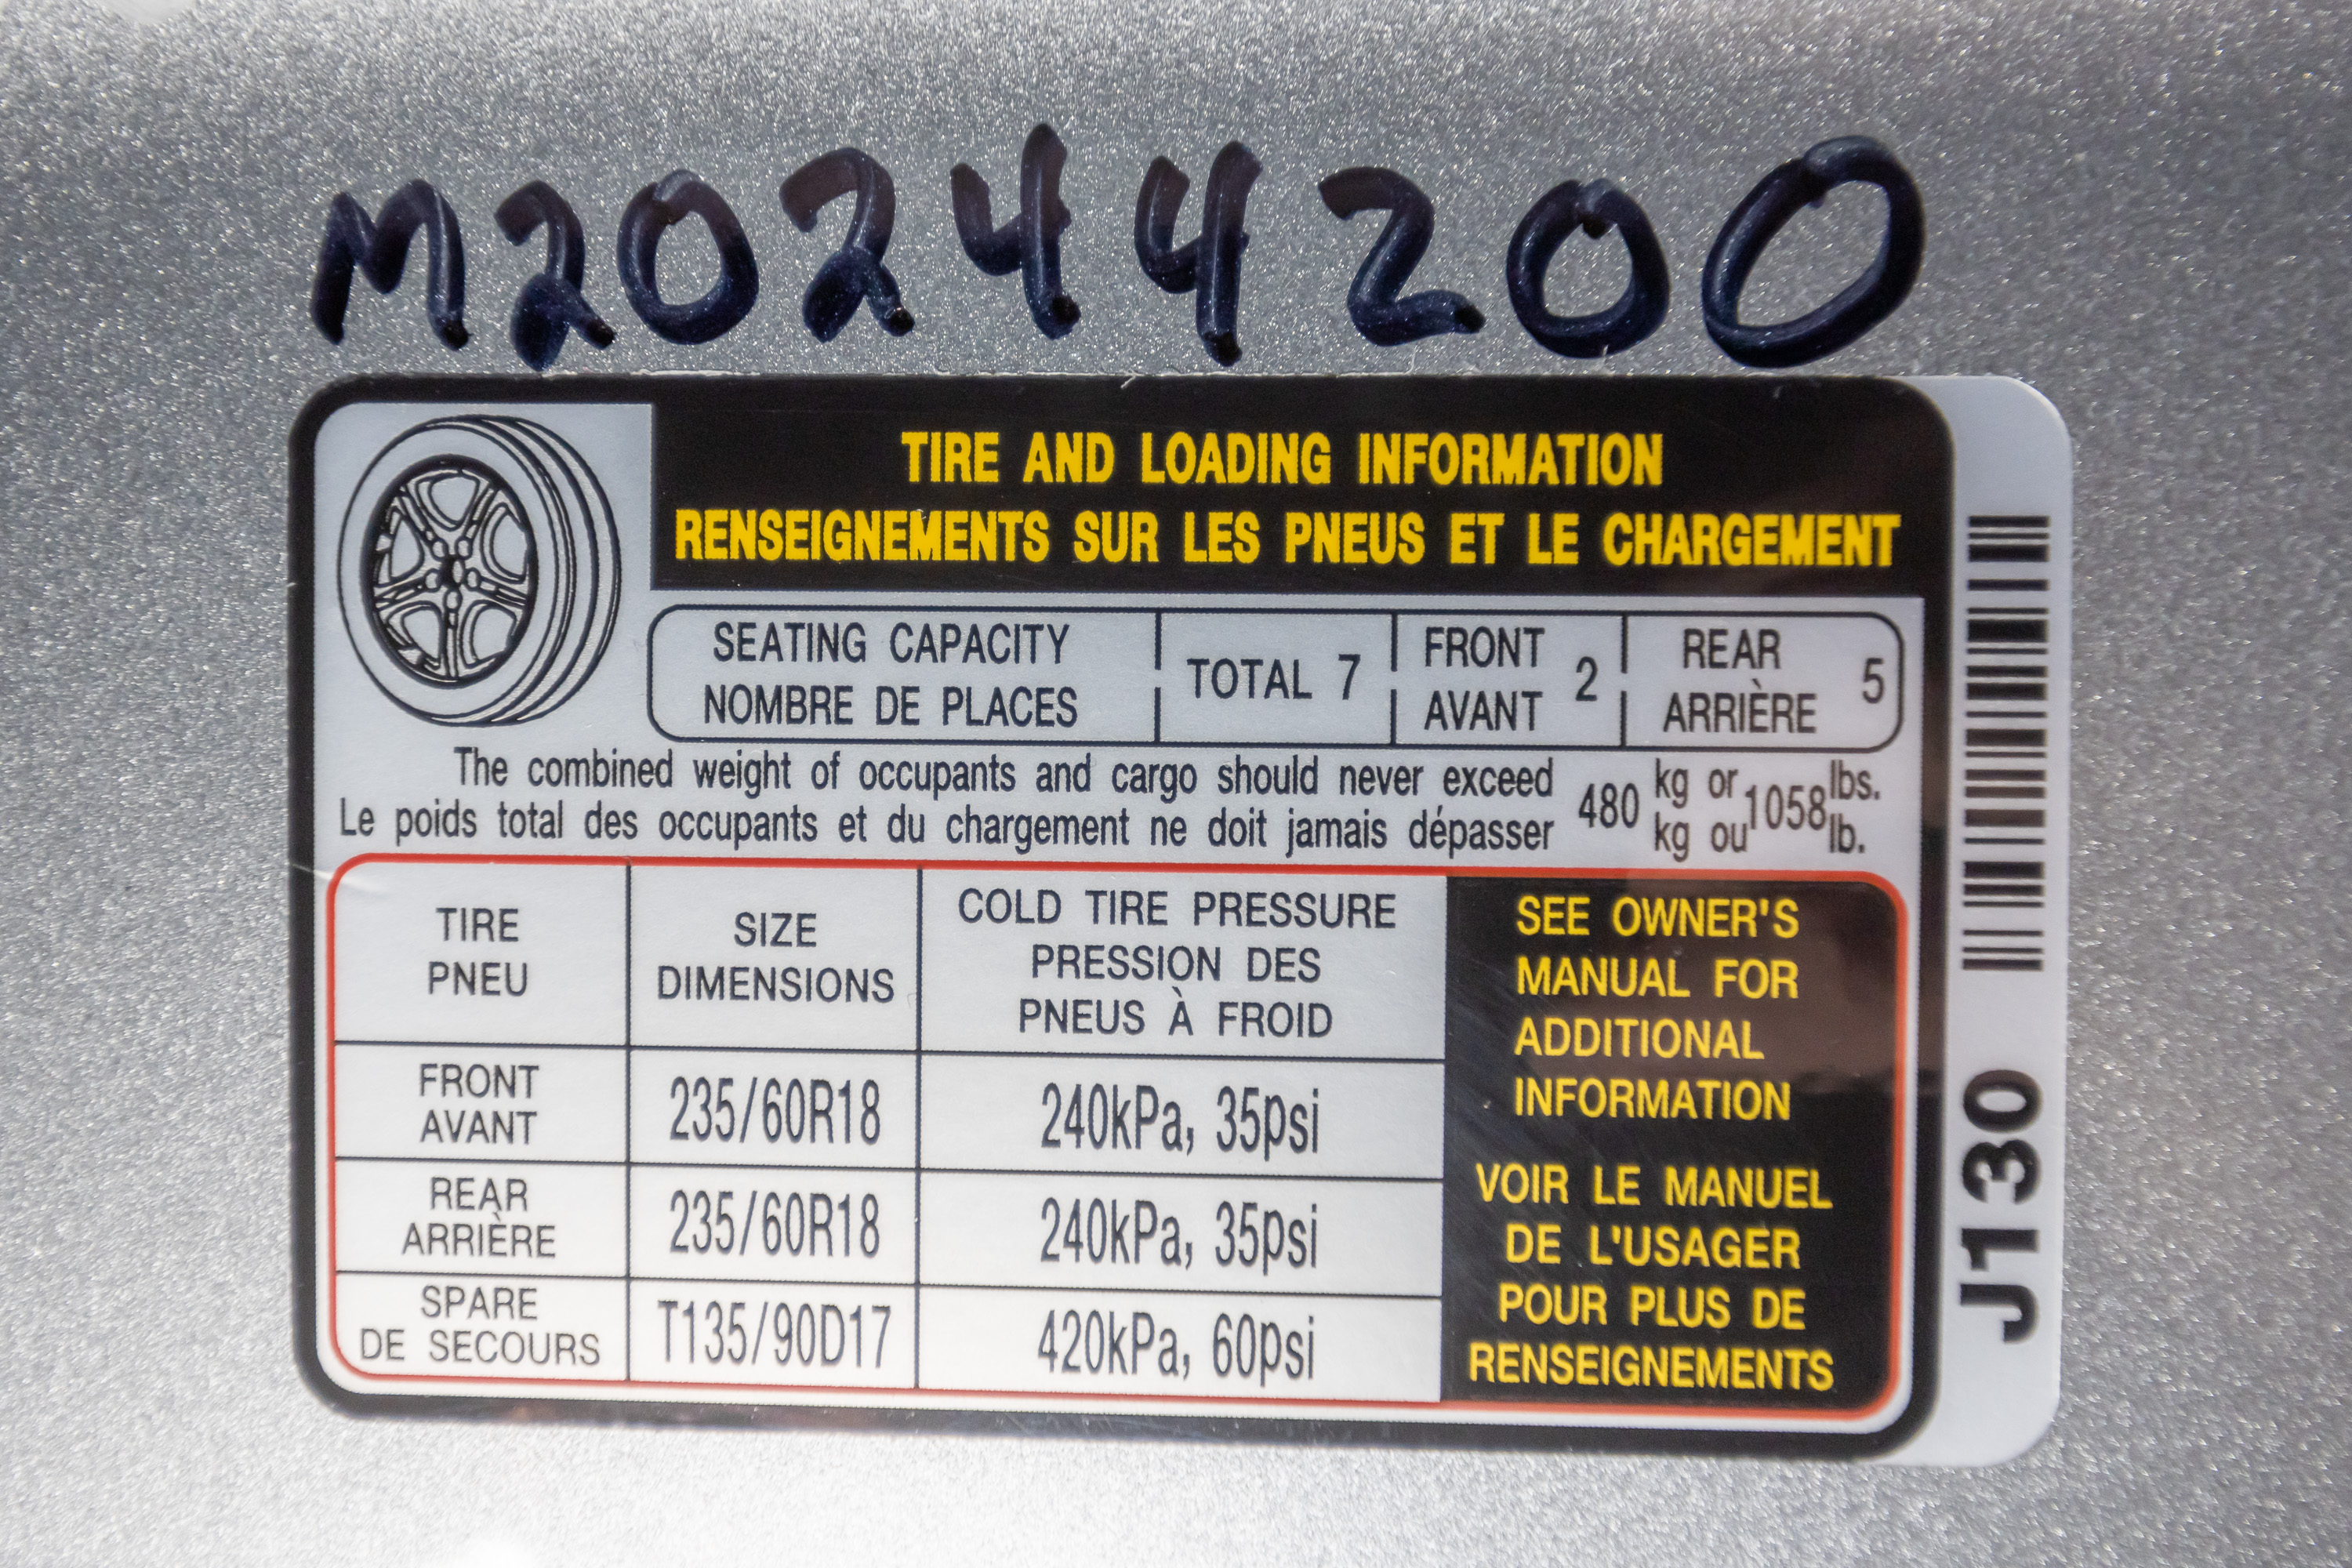 M20244200
TIRE AND LOADING INFORMATION
RENSEIGNEMENTS SUR LES PNEUS ET LE CHARGEMENT
SEATING CAPACITY
NOMBRE DE PLACES
TOTAL 7
FRONT
AVANT
2
REAR
ARRIÈRE
5
The combined weight of occupants and cargo should never exceed
Le poids total des occupants et du chargement ne doit jamais dépasser
480
kg or
kg ou
1058
lbs.
lb.
TIRE
PNEU
SIZE
DIMENSIONS
COLD TIRE PRESSURE
PRESSION DES
PNEUS À FROID
FRONT
AVANT
235/60R18
240kPa, 35psi
REAR
ARRIÈRE
235/60R18
240kPa, 35psi
SPARE
DE SECOURS
T135/90D17
420kPa, 60psi
SEE OWNER'S
MANUAL FOR
ADDITIONAL
INFORMATION
VOIR LE MANUEL
DE L'USAGER
POUR PLUS DE
RENSEIGNEMENTS
J130